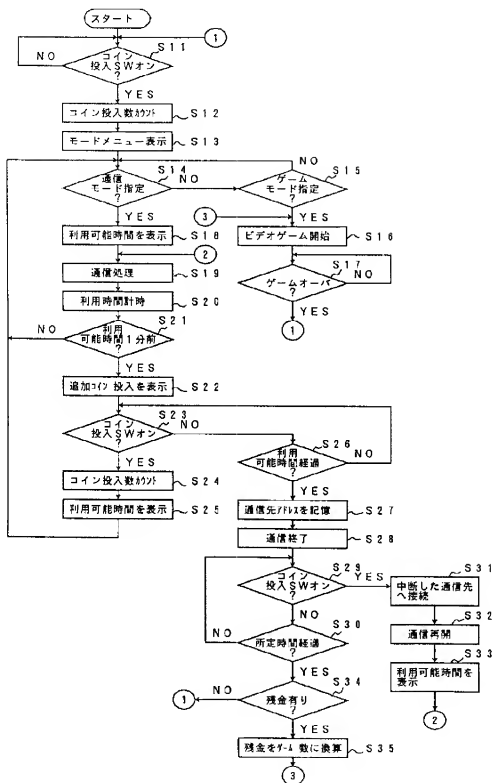 スタート
①
コイン
投入SWオン
?
S11
NO
YES
コイン投入数カウント
S12
モードメニュー表示
S13
NO
通信
モード指定
?
S14
NO
ゲーム
モード指定
?
S15
YES
③
YES
利用可能時間を表示
S18
ビデオゲーム開始
S16
②
通信処理
S19
ゲームオーバ
?
S17
NO
利用時間計時
S20
YES
①
利用
可能時間1分前
?
S21
NO
YES
追加コイン投入を表示
S22
コイン
投入SWオン
?
S23
NO
利用
可能時間経過
?
S26
NO
YES
コイン投入数カウント
S24
YES
利用可能時間を表示
S25
通信先アドレスを記憶
S27
通信終了
S28
コイン
投入SWオン
?
S29
YES
中断した通信先
へ接続
S31
NO
通信再開
S32
所定時間経過
?
S30
NO
利用可能時間を
表示
S33
YES
②
残金有り
?
S34
NO
①
YES
残金をゲーム数に換算
S35
③